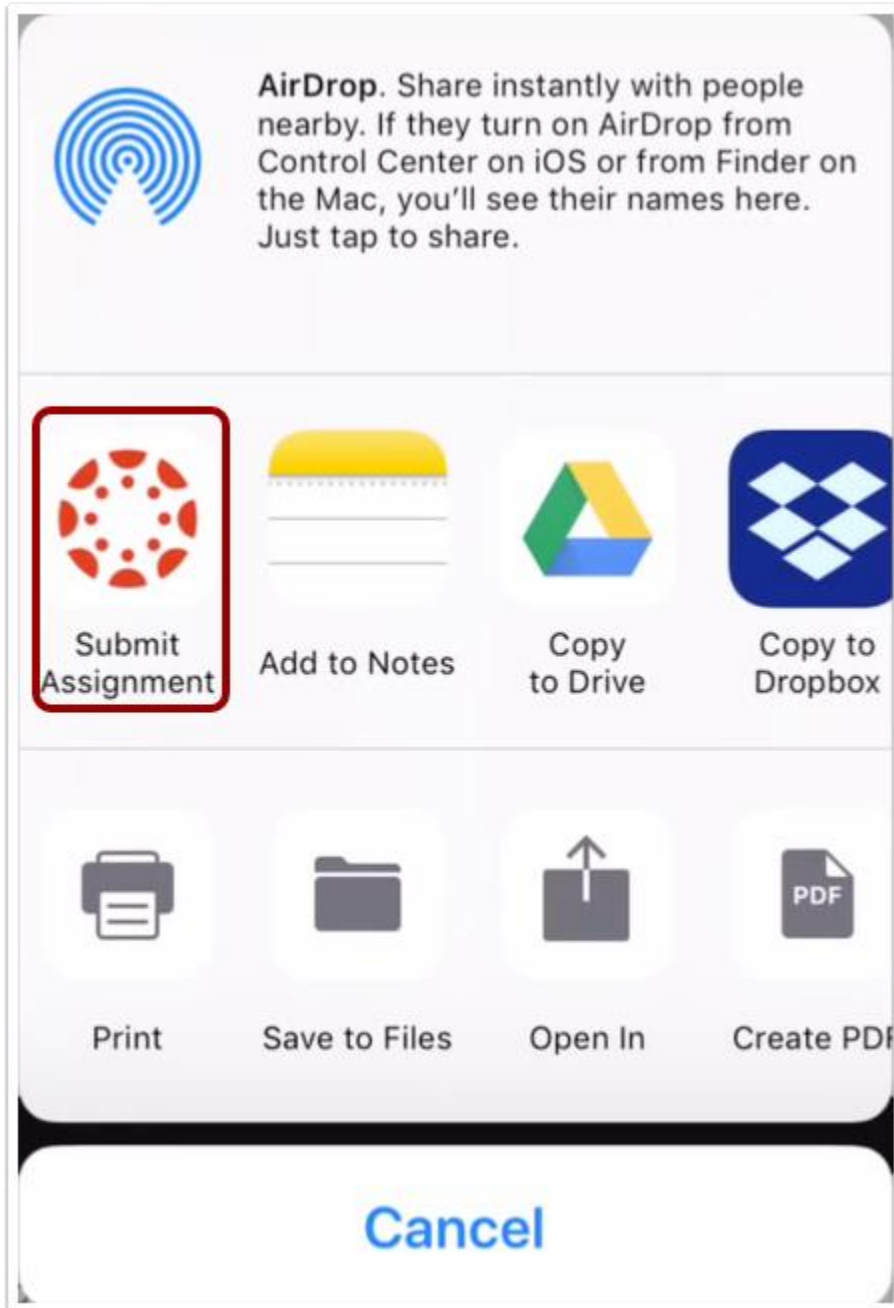 AirDrop. Share instantly with people
nearby. If they turn on AirDrop from
Control Center on iOS or from Finder on
the Mac, you'll see their names here.
Just tap to share.
Submit
Assignment
Add to Notes
Copy
to Drive
Copy to
Dropbox
PDF
Print
Save to Files
Open In
Create PDF
Cancel